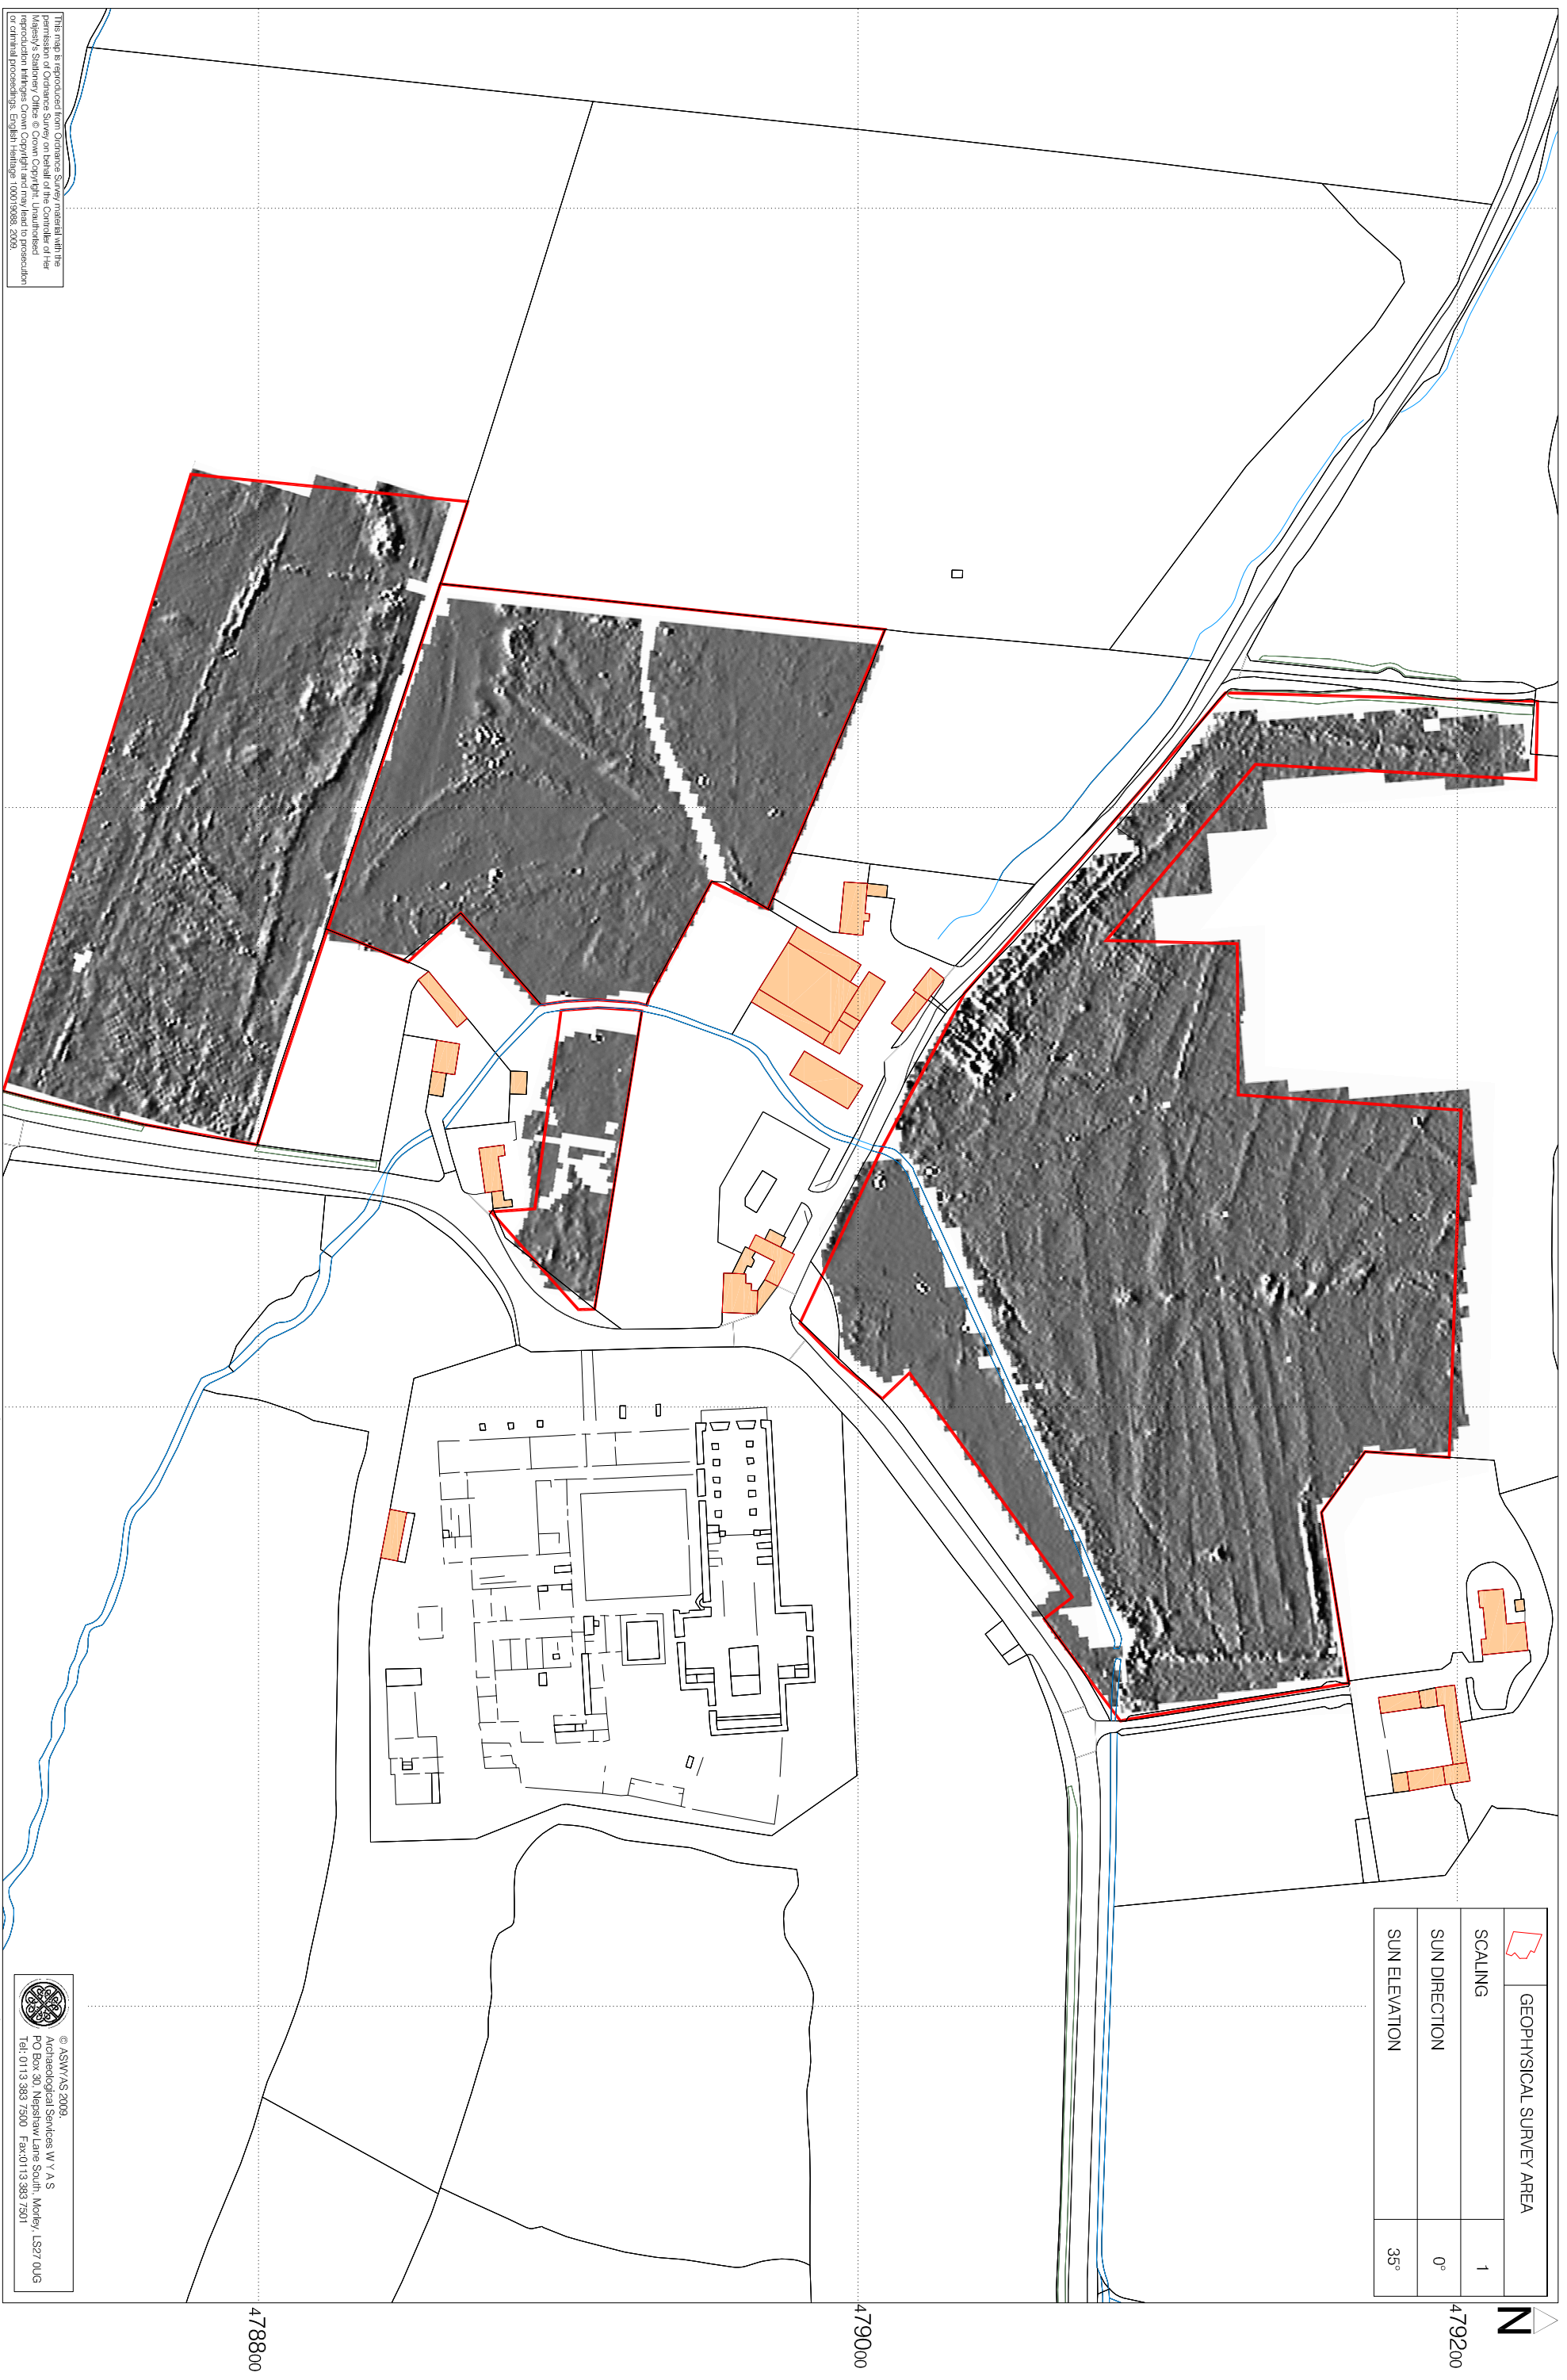 This map is reproduced from Ordnance Survey material with the
permission of Ordnance Survey on behalf of the Controller of Her
Majesty's Stationery Office © Crown Copyright. Unauthorised
reproduction infringes Crown Copyright and may lead to prosecution
or criminal proceedings. English Heritage 100019088. 2009.
GEOPHYSICAL SURVEY AREA
SCALING 1
SUN DIRECTION 0°
SUN ELEVATION 35°
N
479200
479000
478800
© ASWYAS 2009.
Archaeological Services W Y A S
PO Box 30, Nepshaw Lane South, Morley, LS27 0UG
Tel: 0113 383 7500 Fax:0113 383 7501